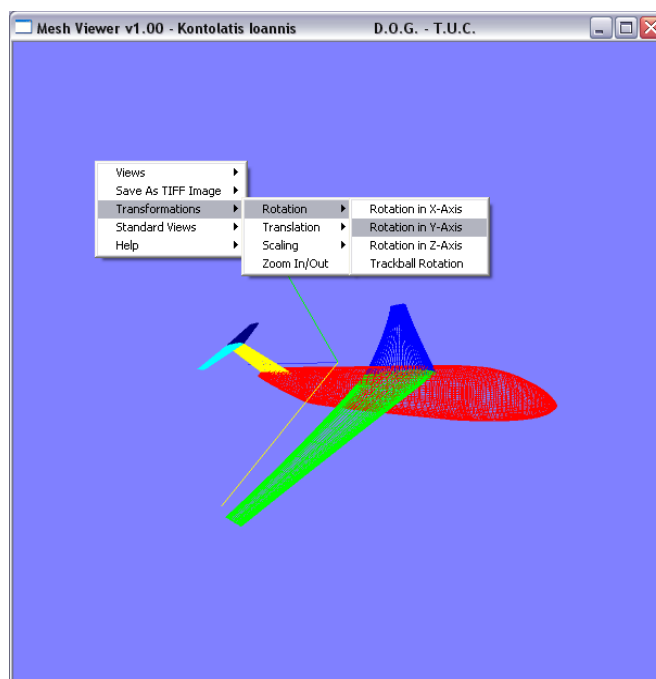 Mesh Viewer v1.00 - Kontolatis Ioannis D.O.G. - T.U.C.
Views
Save As TIFF Image
Transformations
Standard Views
Help
Rotation
Translation
Scaling
Zoom In/Out
Rotation in X-Axis
Rotation in Y-Axis
Rotation in Z-Axis
Trackball Rotation